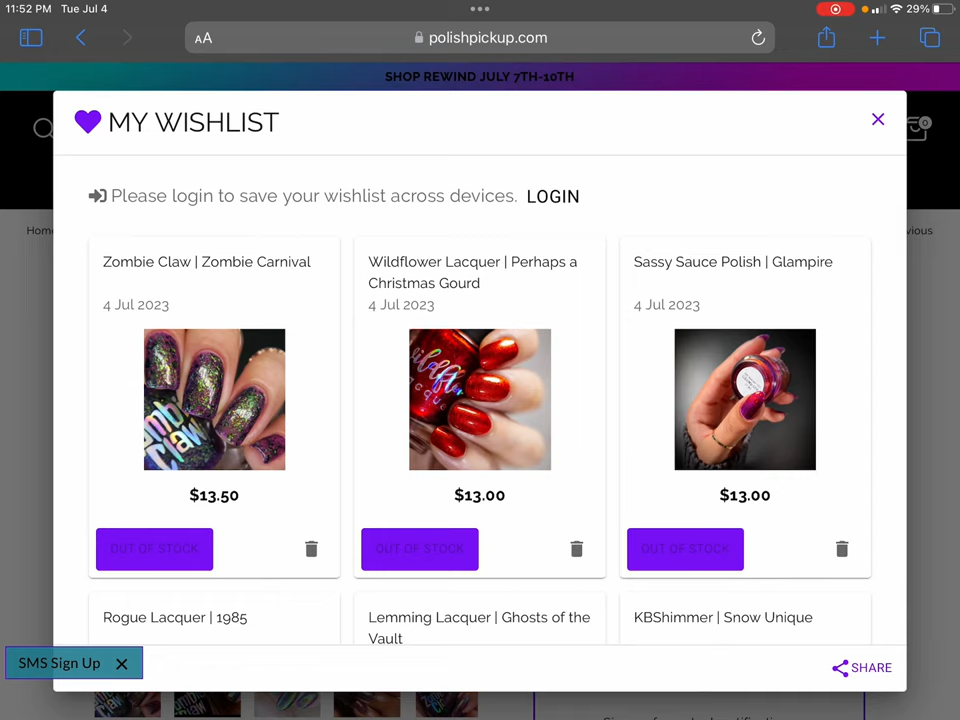 11:52 PM Tue Jul 4
29%
AA
polishpickup.com
SHOP REWIND JULY 7TH-10TH
MY WISHLIST
0
Please login to save your wishlist across devices. LOGIN
Home
vious
Zombie Claw | Zombie Carnival
4 Jul 2023
$13.50
OUT OF STOCK
Wildflower Lacquer | Perhaps a
Christmas Gourd
4 Jul 2023
$13.00
OUT OF STOCK
Sassy Sauce Polish | Glampire
4 Jul 2023
$13.00
OUT OF STOCK
Rogue Lacquer | 1985
Lemming Lacquer | Ghosts of the
Vault
KBShimmer | Snow Unique
SMS Sign Up
SHARE